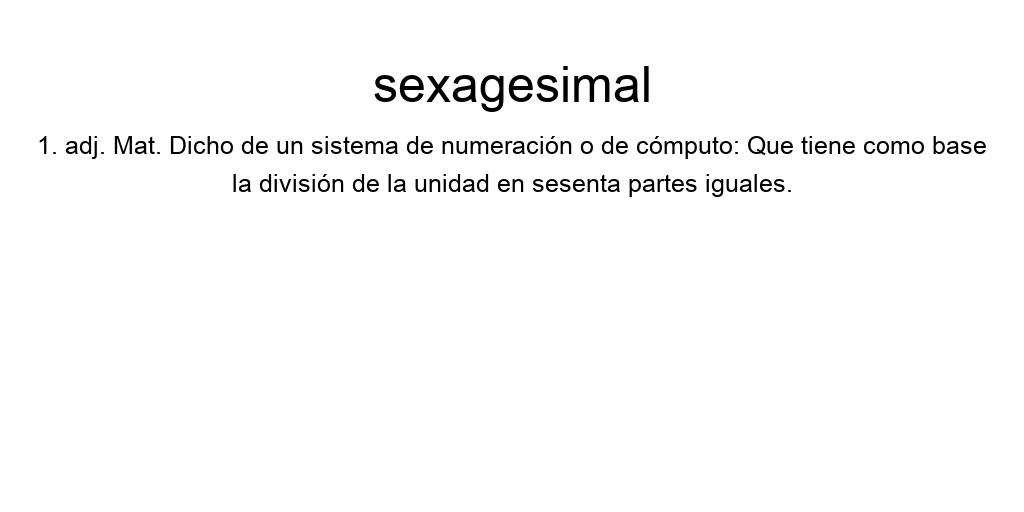 sexagesimal
1. adj. Mat. Dicho de un sistema de numeración o de cómputo: Que tiene como base
la división de la unidad en sesenta partes iguales.